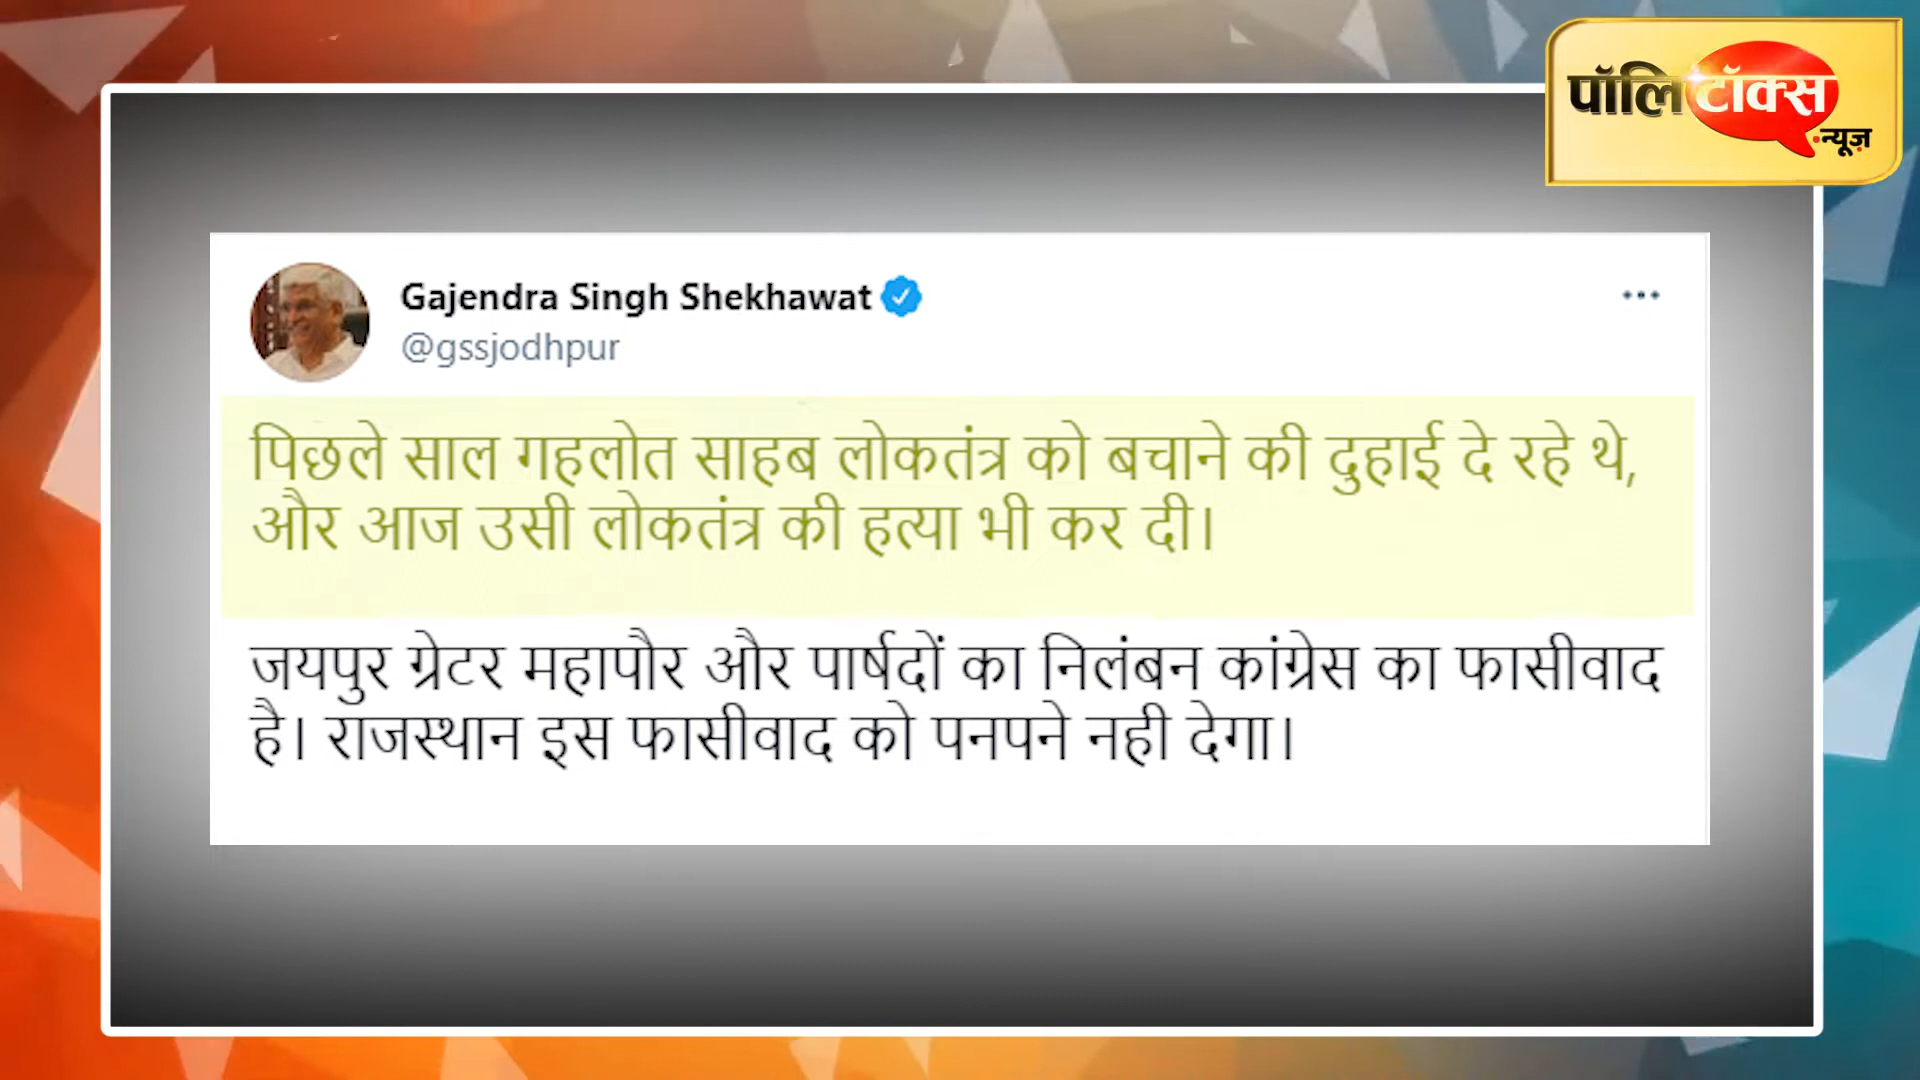 पॉलिटॉक्स
न्यूज़
Gajendra Singh Shekhawat
@gssjodhpur
पिछले साल गहलोत साहब लोकतंत्र को बचाने की दुहाई दे रहे थे,
और आज उसी लोकतंत्र की हत्या भी कर दी।
जयपुर ग्रेटर महापौर और पार्षदों का निलंबन कांग्रेस का फासीवाद
है। राजस्थान इस फासीवाद को पनपने नही देगा।